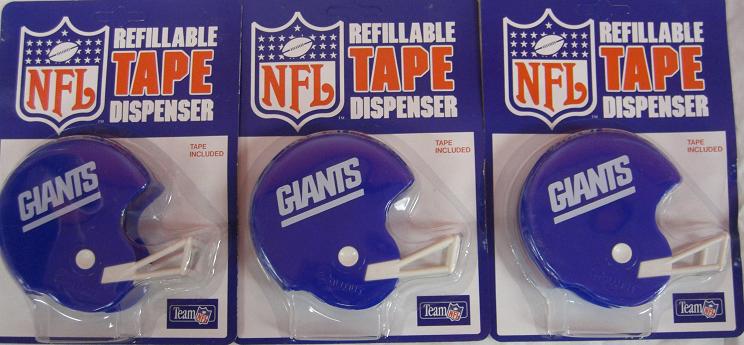 NFL
REFILLABLE
TAPE
DISPENSER
TAPE
INCLUDED
GIANTS
Team NFL
NFL
REFILLABLE
TAPE
DISPENSER
TAPE
INCLUDED
GIANTS
Team NFL
NFL
REFILLABLE
TAPE
DISPENSER
TAPE
INCLUDED
GIANTS
Team NFL